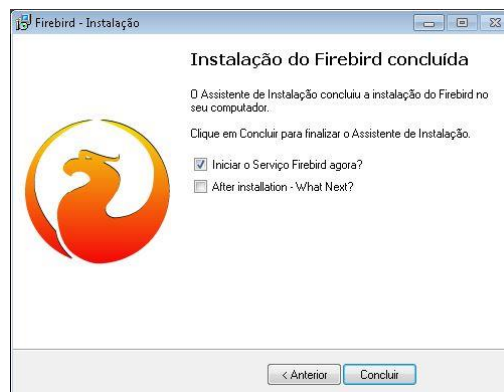 Firebird - Instalação
Instalação do Firebird concluída
O Assistente de Instalação concluiu a instalação do Firebird no
seu computador.
Clique em Concluir para finalizar o Assistente de Instalação.
Iniciar o Serviço Firebird agora?
After installation - What Next?
< Anterior
Concluir